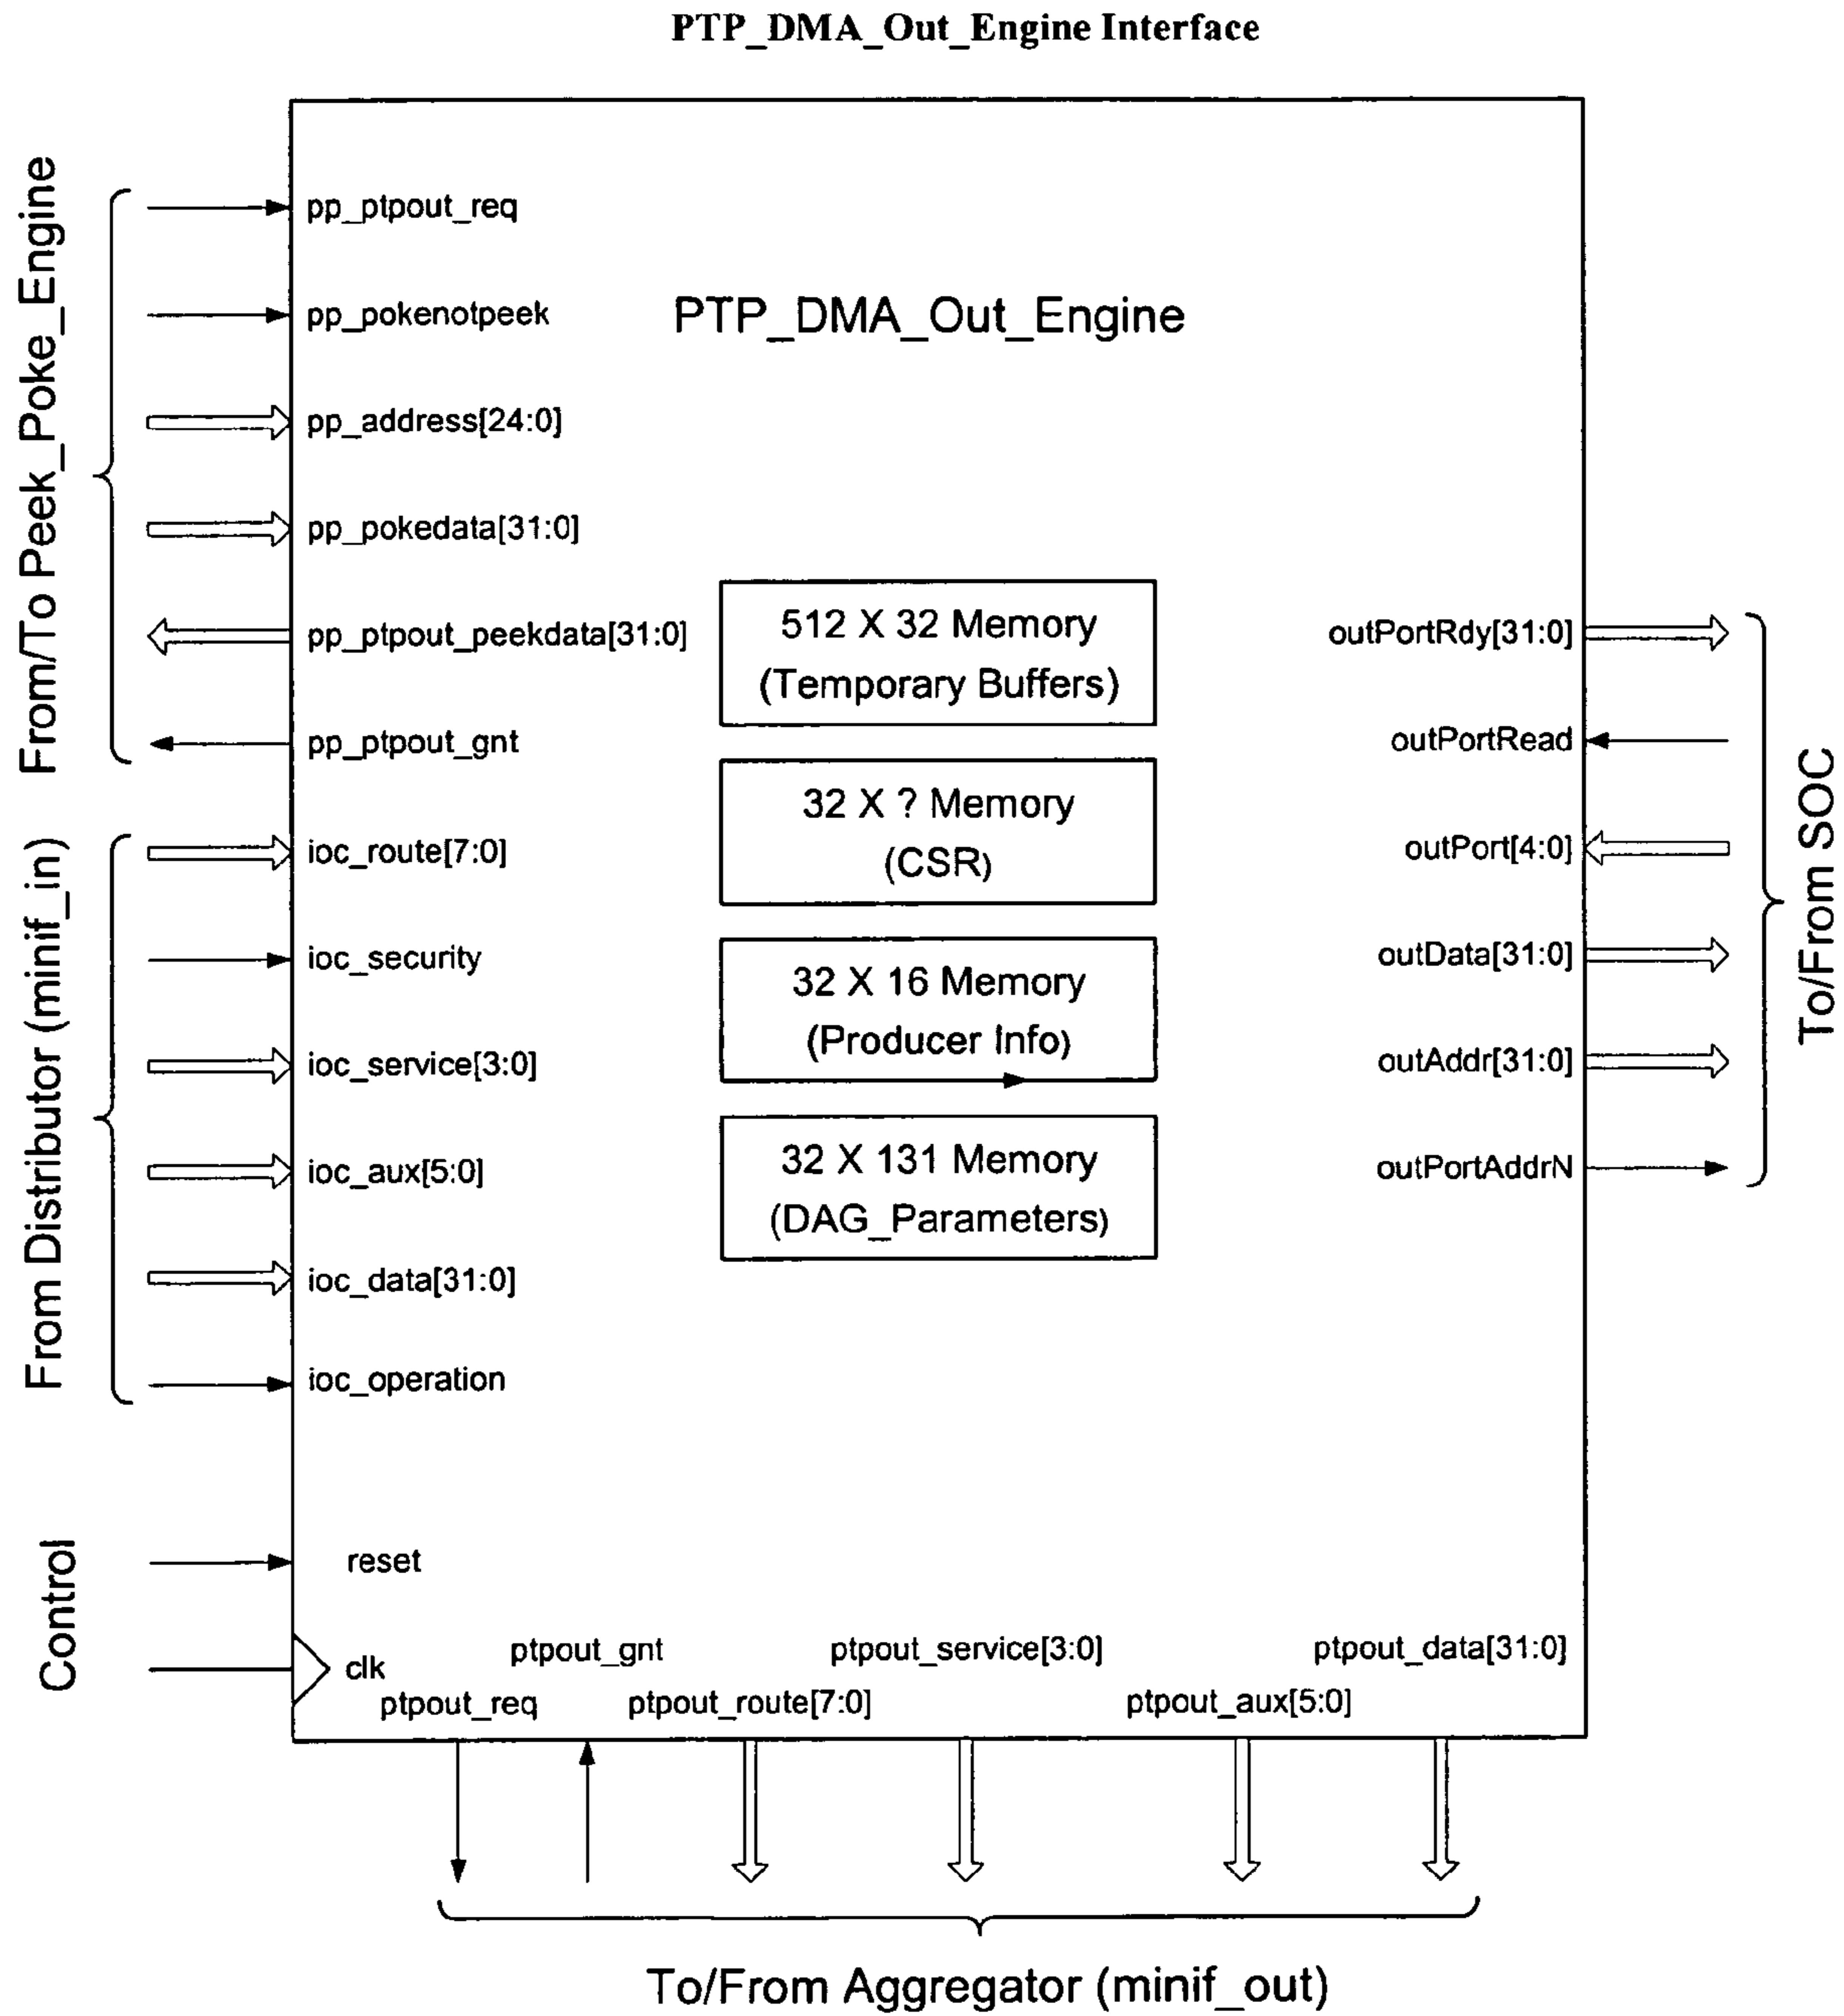 PTP_DMA_Out_Engine Interface
From/To Peek_Poke_Engine
pp_ptpout_req
pp_pokenotpeek
pp_address[24:0]
pp_pokedata[31:0]
pp_ptpout_peekdata[31:0]
pp_ptpout_gnt
From Distributor (minif_in)
ioc_route[7:0]
ioc_security
ioc_service[3:0]
ioc_aux[5:0]
ioc_data[31:0]
ioc_operation
Control
reset
clk
PTP_DMA_Out_Engine
512 X 32 Memory
(Temporary Buffers)
32 X ? Memory
(CSR)
32 X 16 Memory
(Producer Info)
32 X 131 Memory
(DAG_Parameters)
outPortRdy[31:0]
outPortRead
outPort[4:0]
outData[31:0]
outAddr[31:0]
outPortAddrN
To/From SOC
ptpout_gnt
ptpout_service[3:0]
ptpout_data[31:0]
ptpout_req
ptpout_route[7:0]
ptpout_aux[5:0]
To/From Aggregator (minif_out)